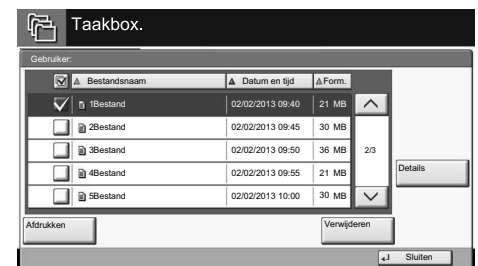 Taakbox.
Gebruiker:
Bestandsnaam Datum en tijd Form.
1Bestand 02/02/2013 09:40 21 MB
2Bestand 02/02/2013 09:45 30 MB
3Bestand 02/02/2013 09:50 36 MB 2/3
4Bestand 02/02/2013 09:55 21 MB Details
5Bestand 02/02/2013 10:00 30 MB
Afdrukken Verwijderen
Sluiten